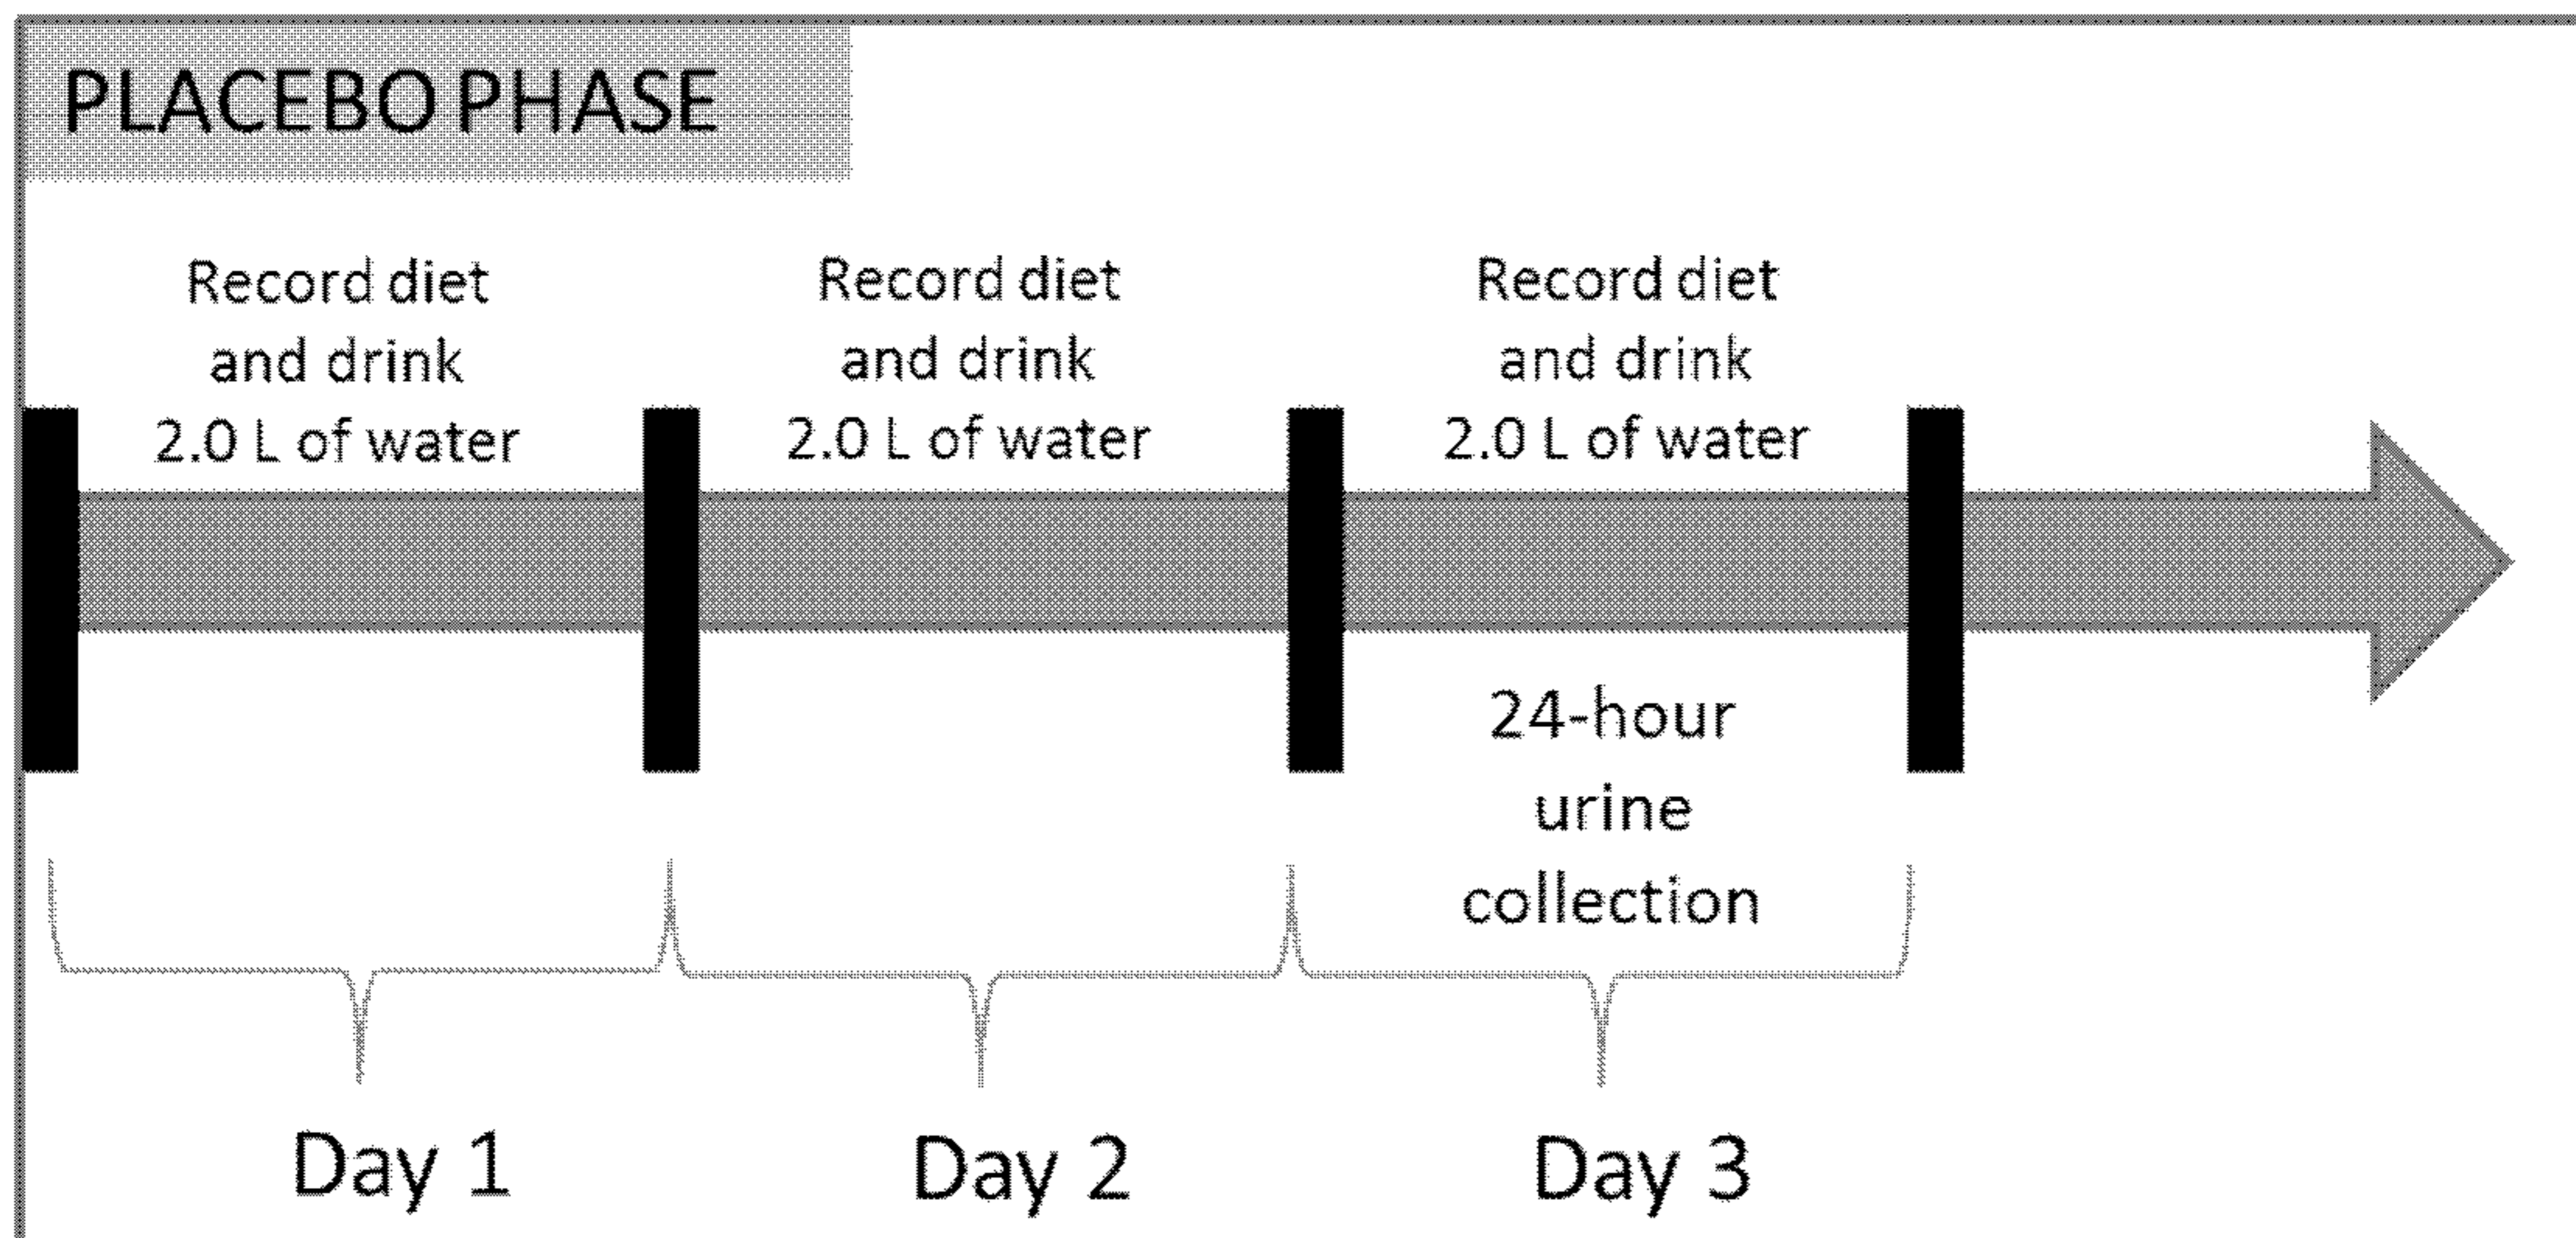 PLACEBO PHASE
Record diet
and drink
2.0 L of water
Record diet
and drink
2.0 L of water
Record diet
and drink
2.0 L of water
24-hour
urine
collection
Day 1
Day 2
Day 3